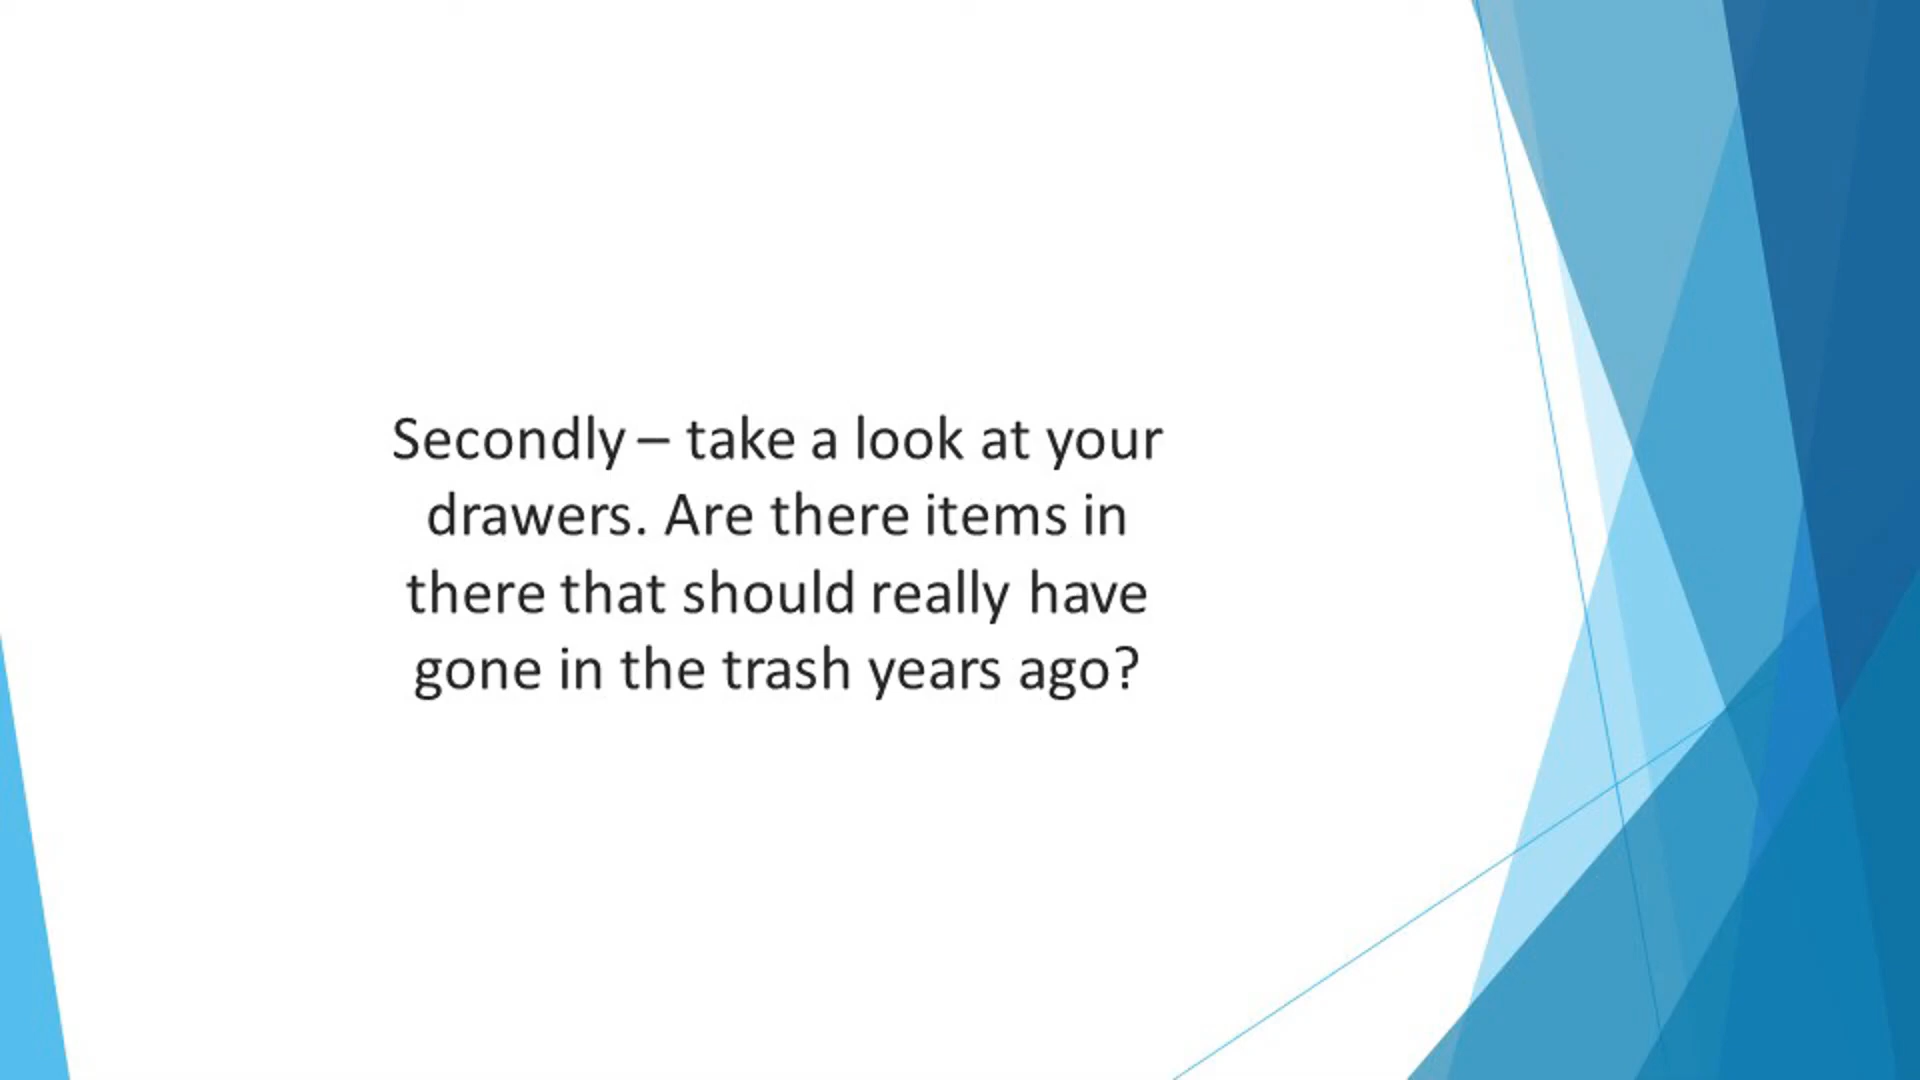 Secondly – take a look at your
drawers. Are there items in
there that should really have
gone in the trash years ago?